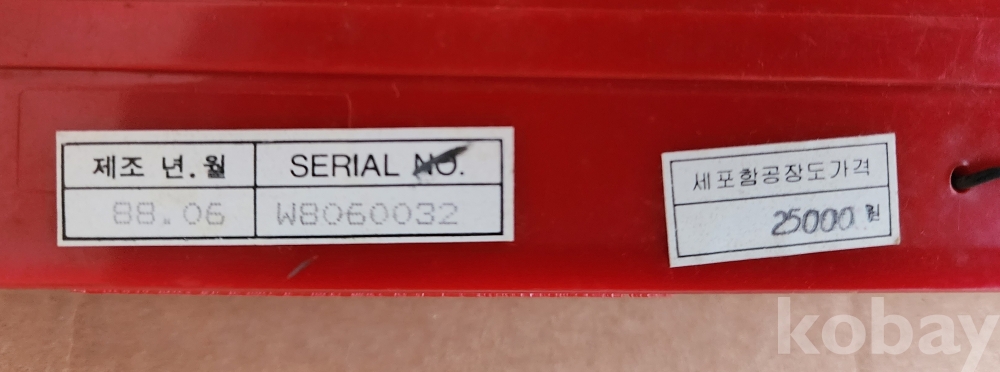 제조 년.월 SERIAL NO.
88.06 W8060032
세포함공장도가격
25000 원
kobay